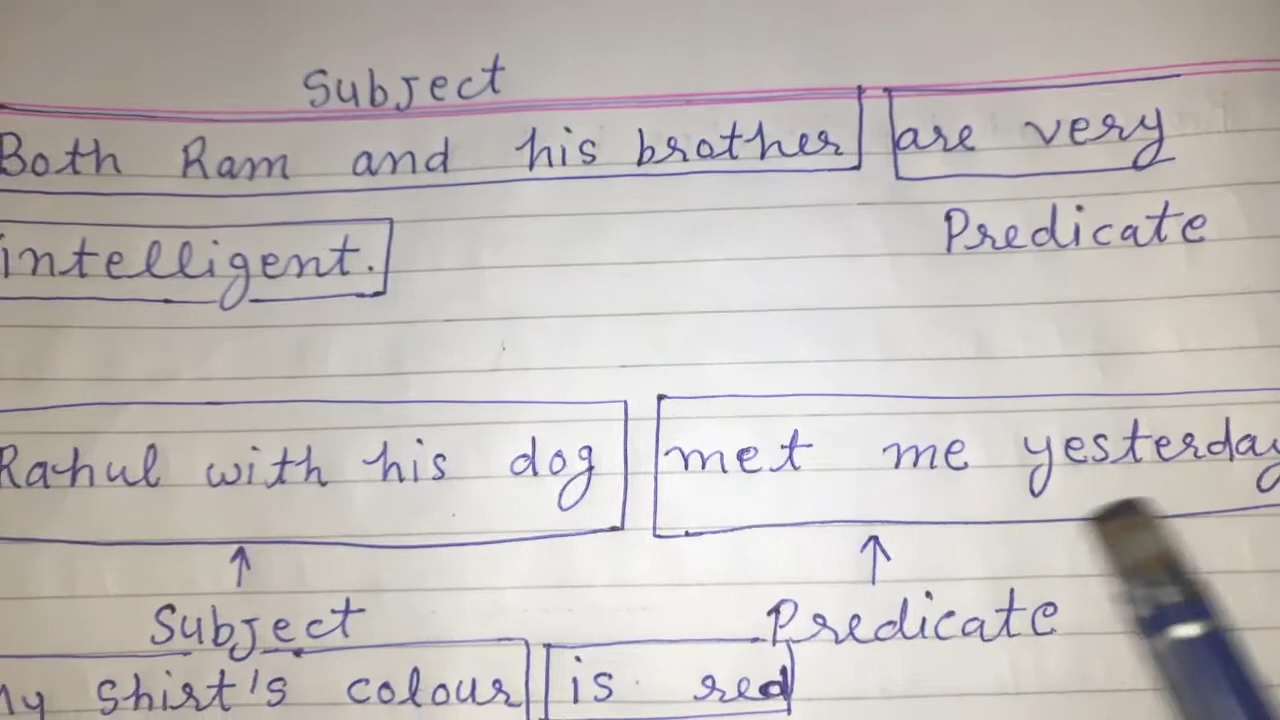 Subject
Both Ram and his brother are very
Predicate
intelligent.
Rahul with his dog met me yesterday
Subject Predicate
My shirt's colour is red